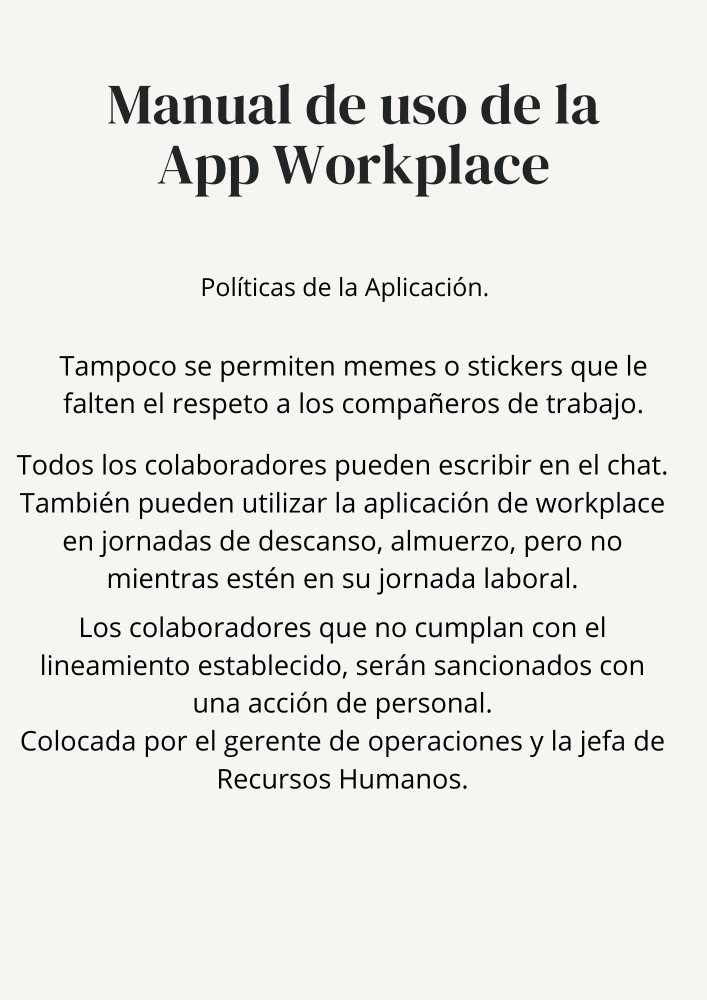 Manual de uso de la
App Workplace
Políticas de la Aplicación.
Tampoco se permiten memes o stickers que le
falten el respeto a los compañeros de trabajo.
Todos los colaboradores pueden escribir en el chat.
También pueden utilizar la aplicación de workplace
en jornadas de descanso, almuerzo, pero no
mientras estén en su jornada laboral.
Los colaboradores que no cumplan con el
lineamiento establecido, serán sancionados con
una acción de personal.
Colocada por el gerente de operaciones y la jefa de
Recursos Humanos.